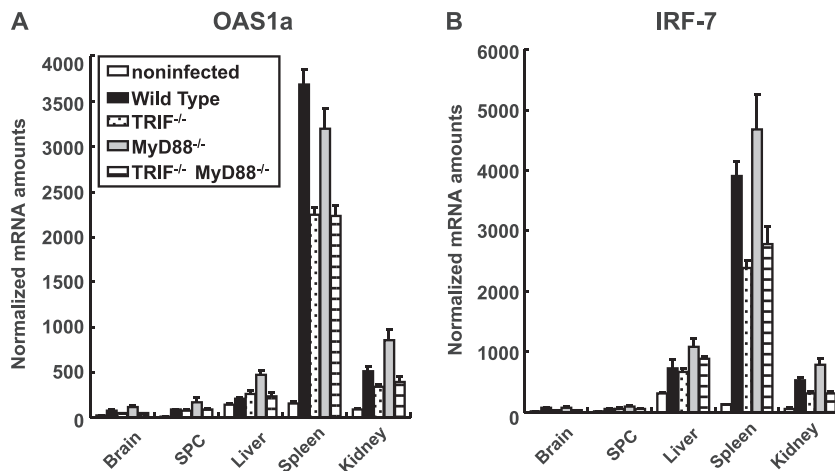 A
OAS1a
Normalized mRNA amounts
4000
3500
3000
2500
2000
1500
1000
500
0
noninfected
Wild Type
TRIF-/-
MyD88-/-
TRIF-/- MyD88-/-
Brain
SPC
Liver
Spleen
Kidney
B
IRF-7
Normalized mRNA amounts
6000
5000
4000
3000
2000
1000
0
Brain
SPC
Liver
Spleen
Kidney